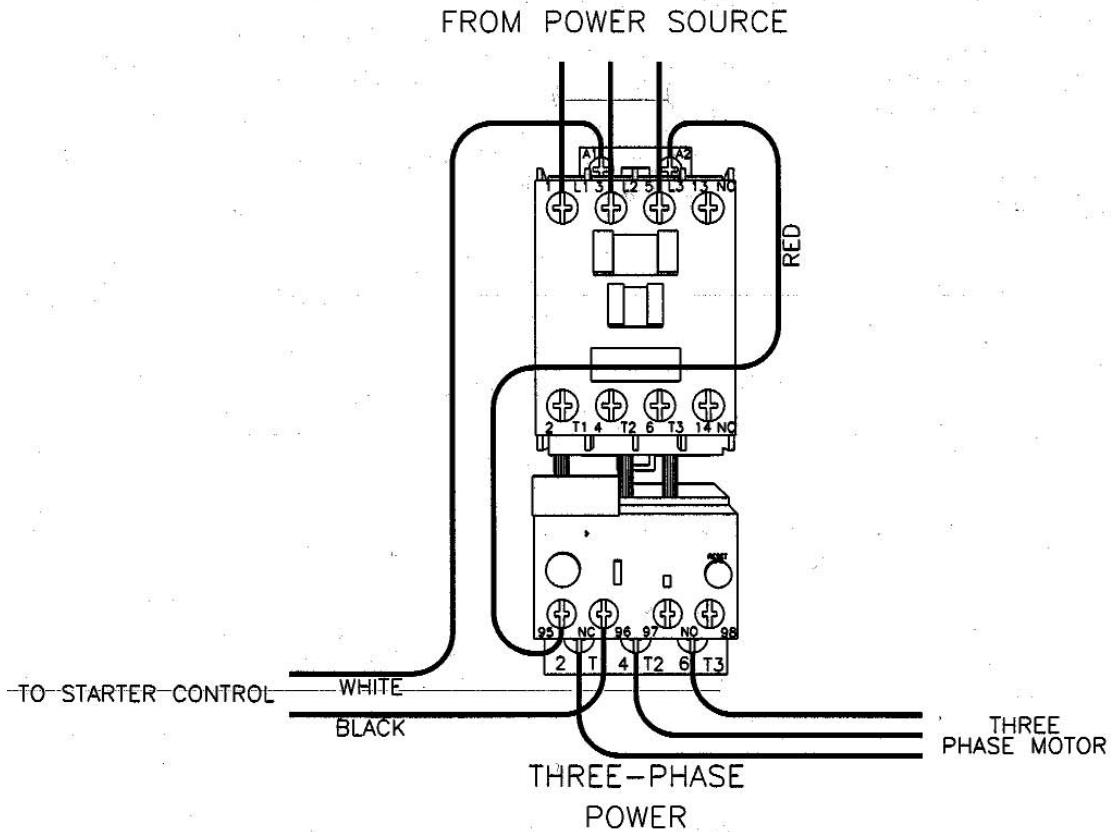 FROM POWER SOURCE
A1 A2
1 L1 3 L2 5 L3 13 NO
RED
2 T1 4 T2 6 T3 14 NO
RESET
95 NC 96 97 NO 98
2 T 4 T2 6 T3
TO STARTER CONTROL
WHITE
BLACK
THREE
PHASE MOTOR
THREE-PHASE
POWER